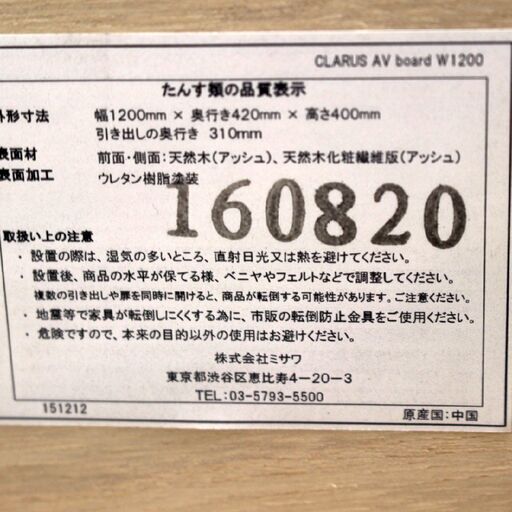 CLARUS AV board W1200
たんす類の品質表示
外形寸法 幅1200mm × 奥行き420mm × 高さ400mm
引き出しの奥行き 310mm
表面材 前面・側面：天然木（アッシュ）、天然木化粧繊維版（アッシュ）
表面加工 ウレタン樹脂塗装
160820
取扱い上の注意
・設置の際は、湿気の多いところ、直射日光又は熱を避けてください。
・設置後、商品の水平が保てる様、ベニヤやフェルトなどで調整してください。
複数の引き出しや扉を同時に開けると、商品が転倒する可能性があります。ご注意ください。
・地震等で家具が転倒しにくくする為に、市販の転倒防止金具をご使用ください。
・危険ですので、本来の目的以外の使用はお避けください。
株式会社ミサワ
東京都渋谷区恵比寿4－20－3
TEL：03-5793-5500
151212 原産国：中国